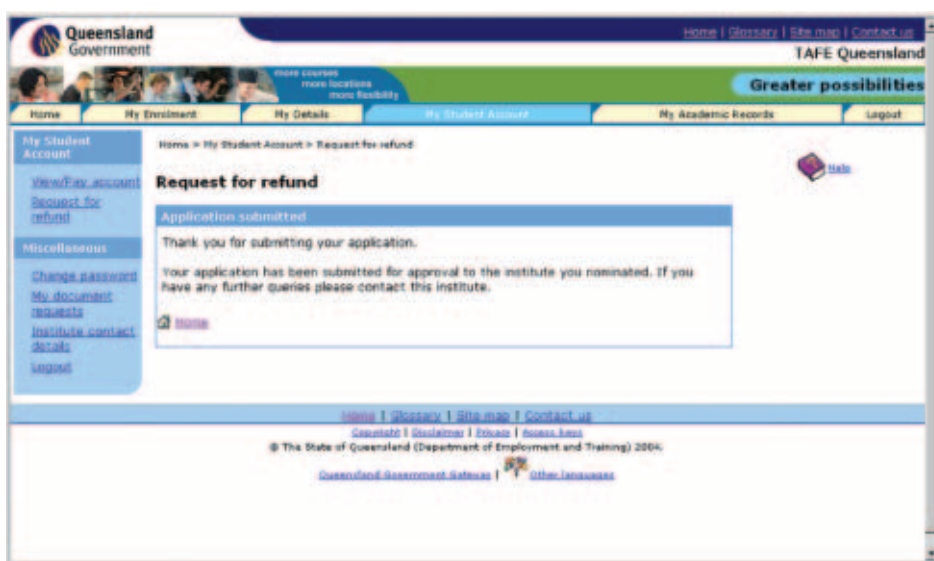 Queensland
Government
Home | Glossary | Site map | Contact us
TAFE Queensland
more courses
more locations
more flexibility
Greater possibilities
Home My Enrolment My Details My Student Account My Academic Records Logout
My Student
Account
View/Pay account
Request for
refund
Miscellaneous
Change password
My document
requests
Institute contact
details
Logout
Home > My Student Account > Request for refund
Help
Request for refund
Application submitted
Thank you for submitting your application.
Your application has been submitted for approval to the institute you nominated. If you
have any further queries please contact this institute.
Home
Home | Glossary | Site map | Contact us
Copyright | Disclaimer | Privacy | Access keys
© The State of Queensland (Department of Employment and Training) 2004.
Queensland Government Gateway | Other languages